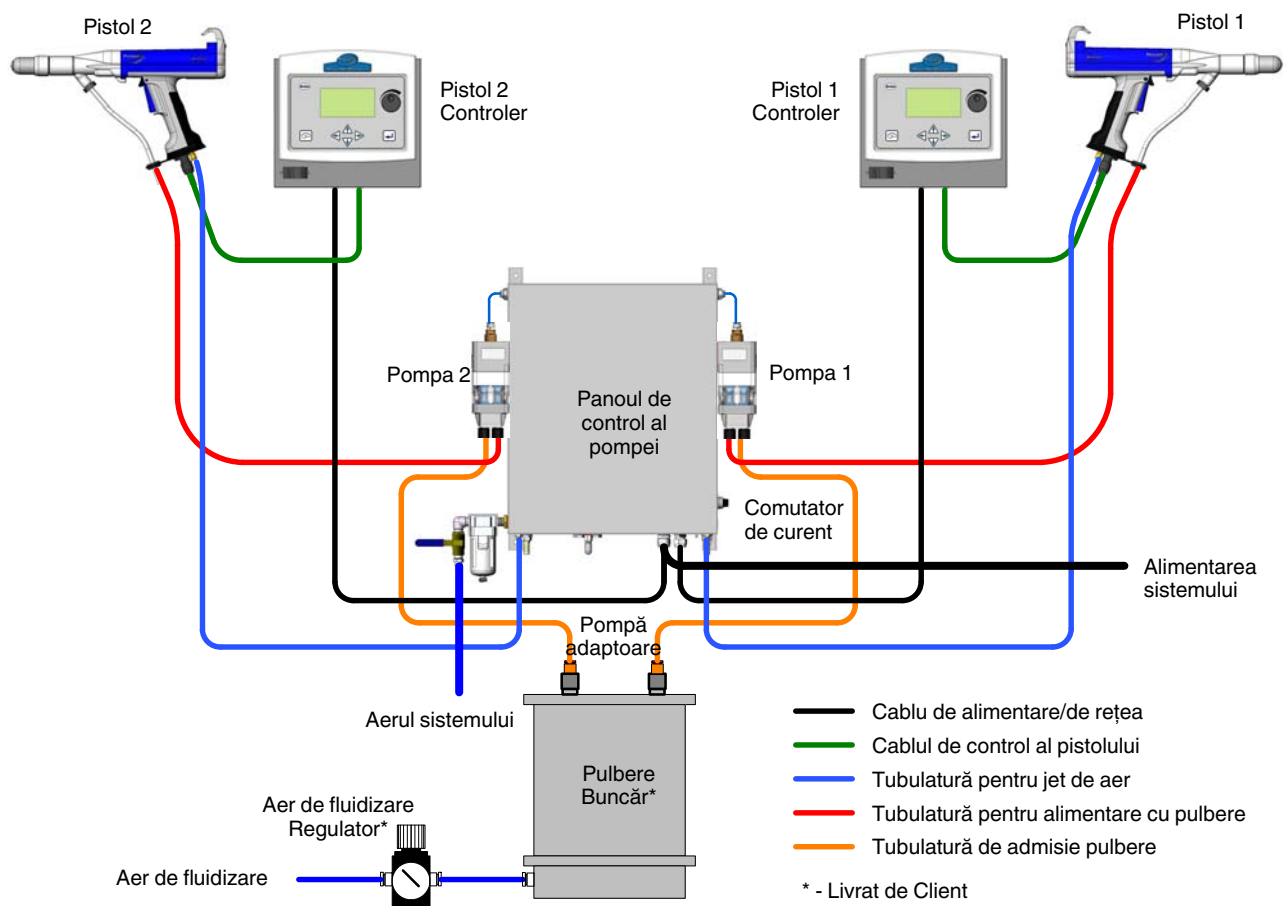 Pistol 2
Pistol 1
Pistol 2
Controler
Pistol 1
Controler
Pompa 2
Pompa 1
Panoul de
control al
pompei
Comutator
de curent
Alimentarea
sistemului
Pompă
adaptoare
Aerul sistemului
Pulbere
Buncăr*
Aer de fluidizare
Regulator*
Aer de fluidizare
Cablu de alimentare/de rețea
Cablul de control al pistolului
Tubulatură pentru jet de aer
Tubulatură pentru alimentare cu pulbere
Tubulatură de admisie pulbere
* - Livrat de Client